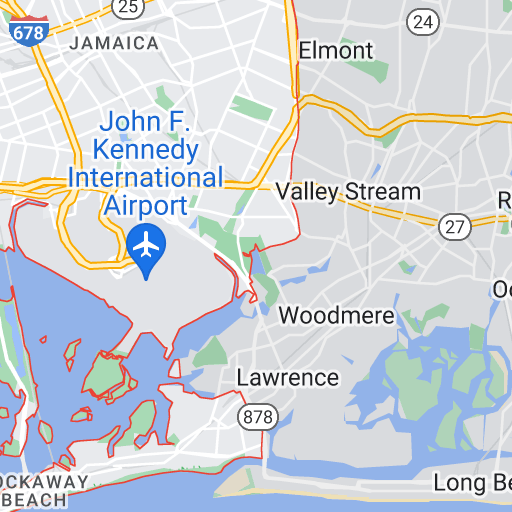 25
24
678
JAMAICA
Elmont
John F.
Kennedy
International
Airport
Valley Stream
R
27
Oc
Woodmere
Lawrence
878
OCKAWAY
BEACH
Long Be